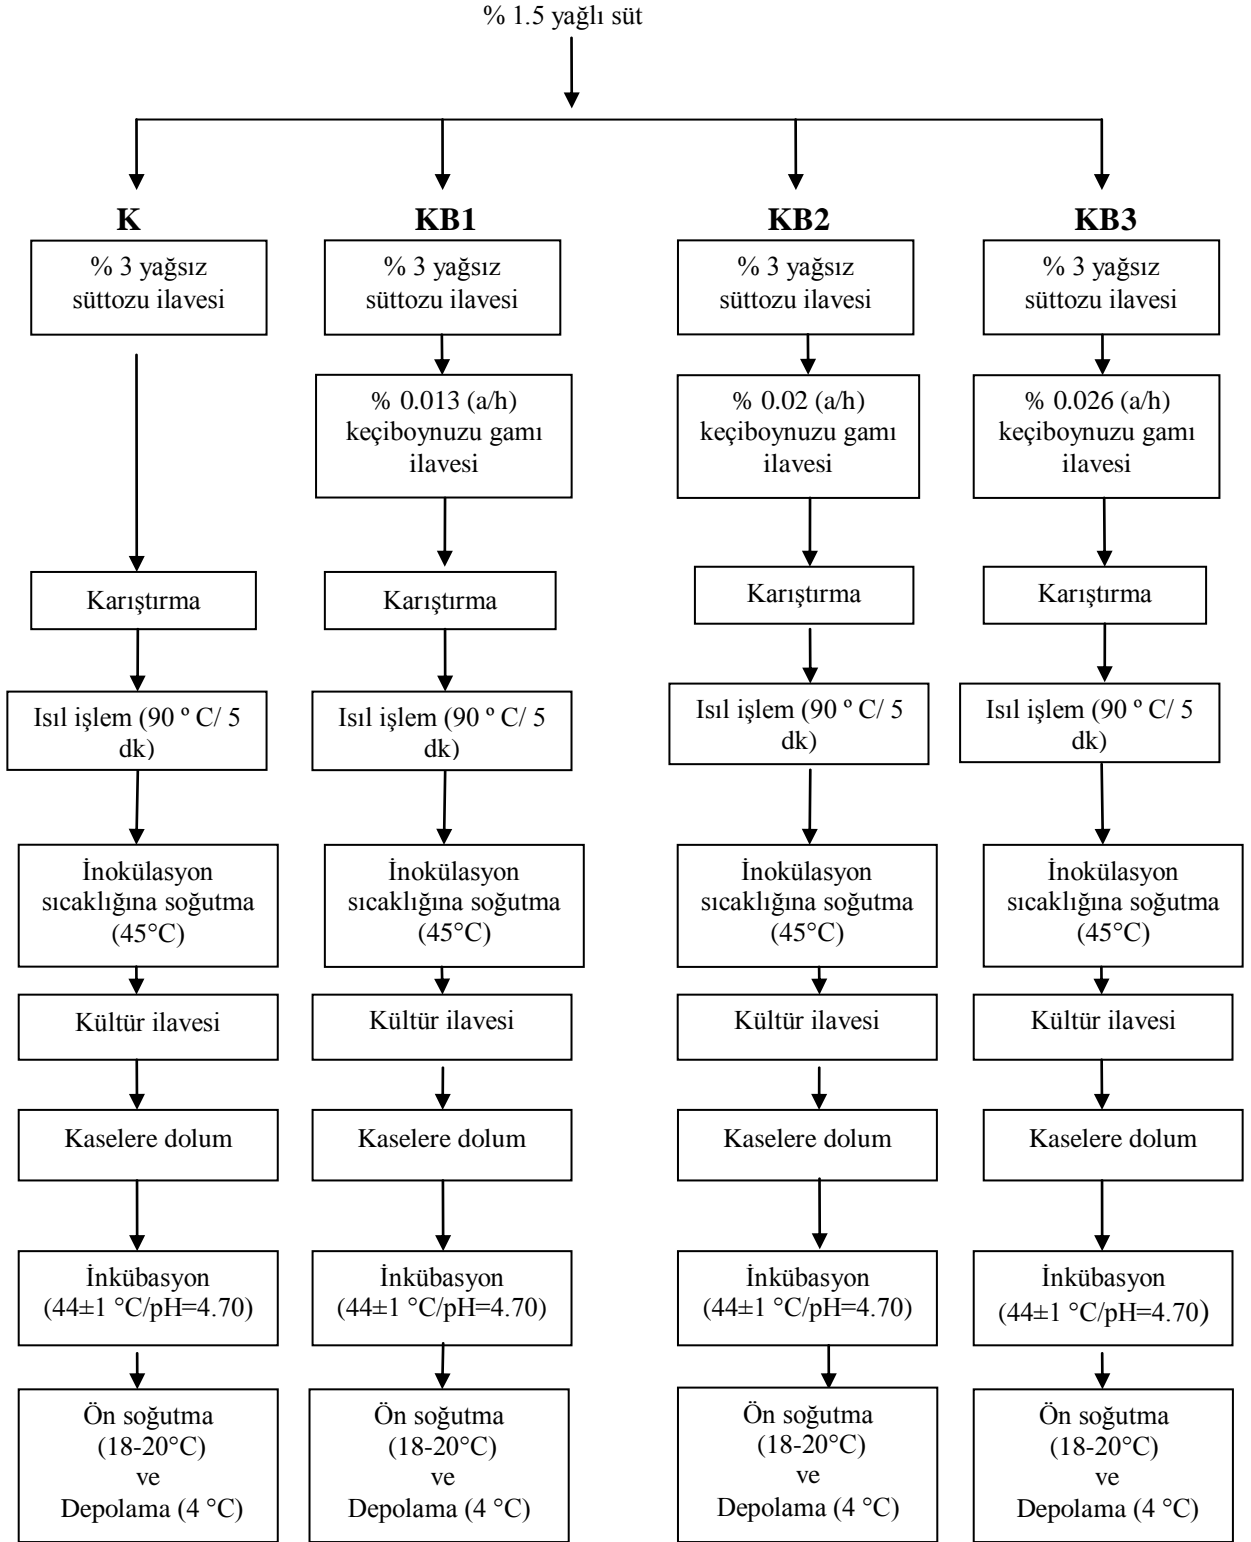 % 1.5 yağlı süt
K
% 3 yağsız
süttozu ilavesi
Karıştırma
Isıl işlem (90 º C/ 5
dk)
İnokülasyon
sıcaklığına soğutma
(45°C)
Kültür ilavesi
Kaselere dolum
İnkübasyon
(44±1 °C/pH=4.70)
Ön soğutma
(18-20°C)
ve
Depolama (4 °C)
KB1
% 3 yağsız
süttozu ilavesi
% 0.013 (a/h)
keçiboynuzu gamı
ilavesi
Karıştırma
Isıl işlem (90 º C/ 5
dk)
İnokülasyon
sıcaklığına soğutma
(45°C)
Kültür ilavesi
Kaselere dolum
İnkübasyon
(44±1 °C/pH=4.70)
Ön soğutma
(18-20°C)
ve
Depolama (4 °C)
KB2
% 3 yağsız
süttozu ilavesi
% 0.02 (a/h)
keçiboynuzu gamı
ilavesi
Karıştırma
Isıl işlem (90 º C/ 5
dk)
İnokülasyon
sıcaklığına soğutma
(45°C)
Kültür ilavesi
Kaselere dolum
İnkübasyon
(44±1 °C/pH=4.70)
Ön soğutma
(18-20°C)
ve
Depolama (4 °C)
KB3
% 3 yağsız
süttozu ilavesi
% 0.026 (a/h)
keçiboynuzu gamı
ilavesi
Karıştırma
Isıl işlem (90 º C/ 5
dk)
İnokülasyon
sıcaklığına soğutma
(45°C)
Kültür ilavesi
Kaselere dolum
İnkübasyon
(44±1 °C/pH=4.70)
Ön soğutma
(18-20°C)
ve
Depolama (4 °C)